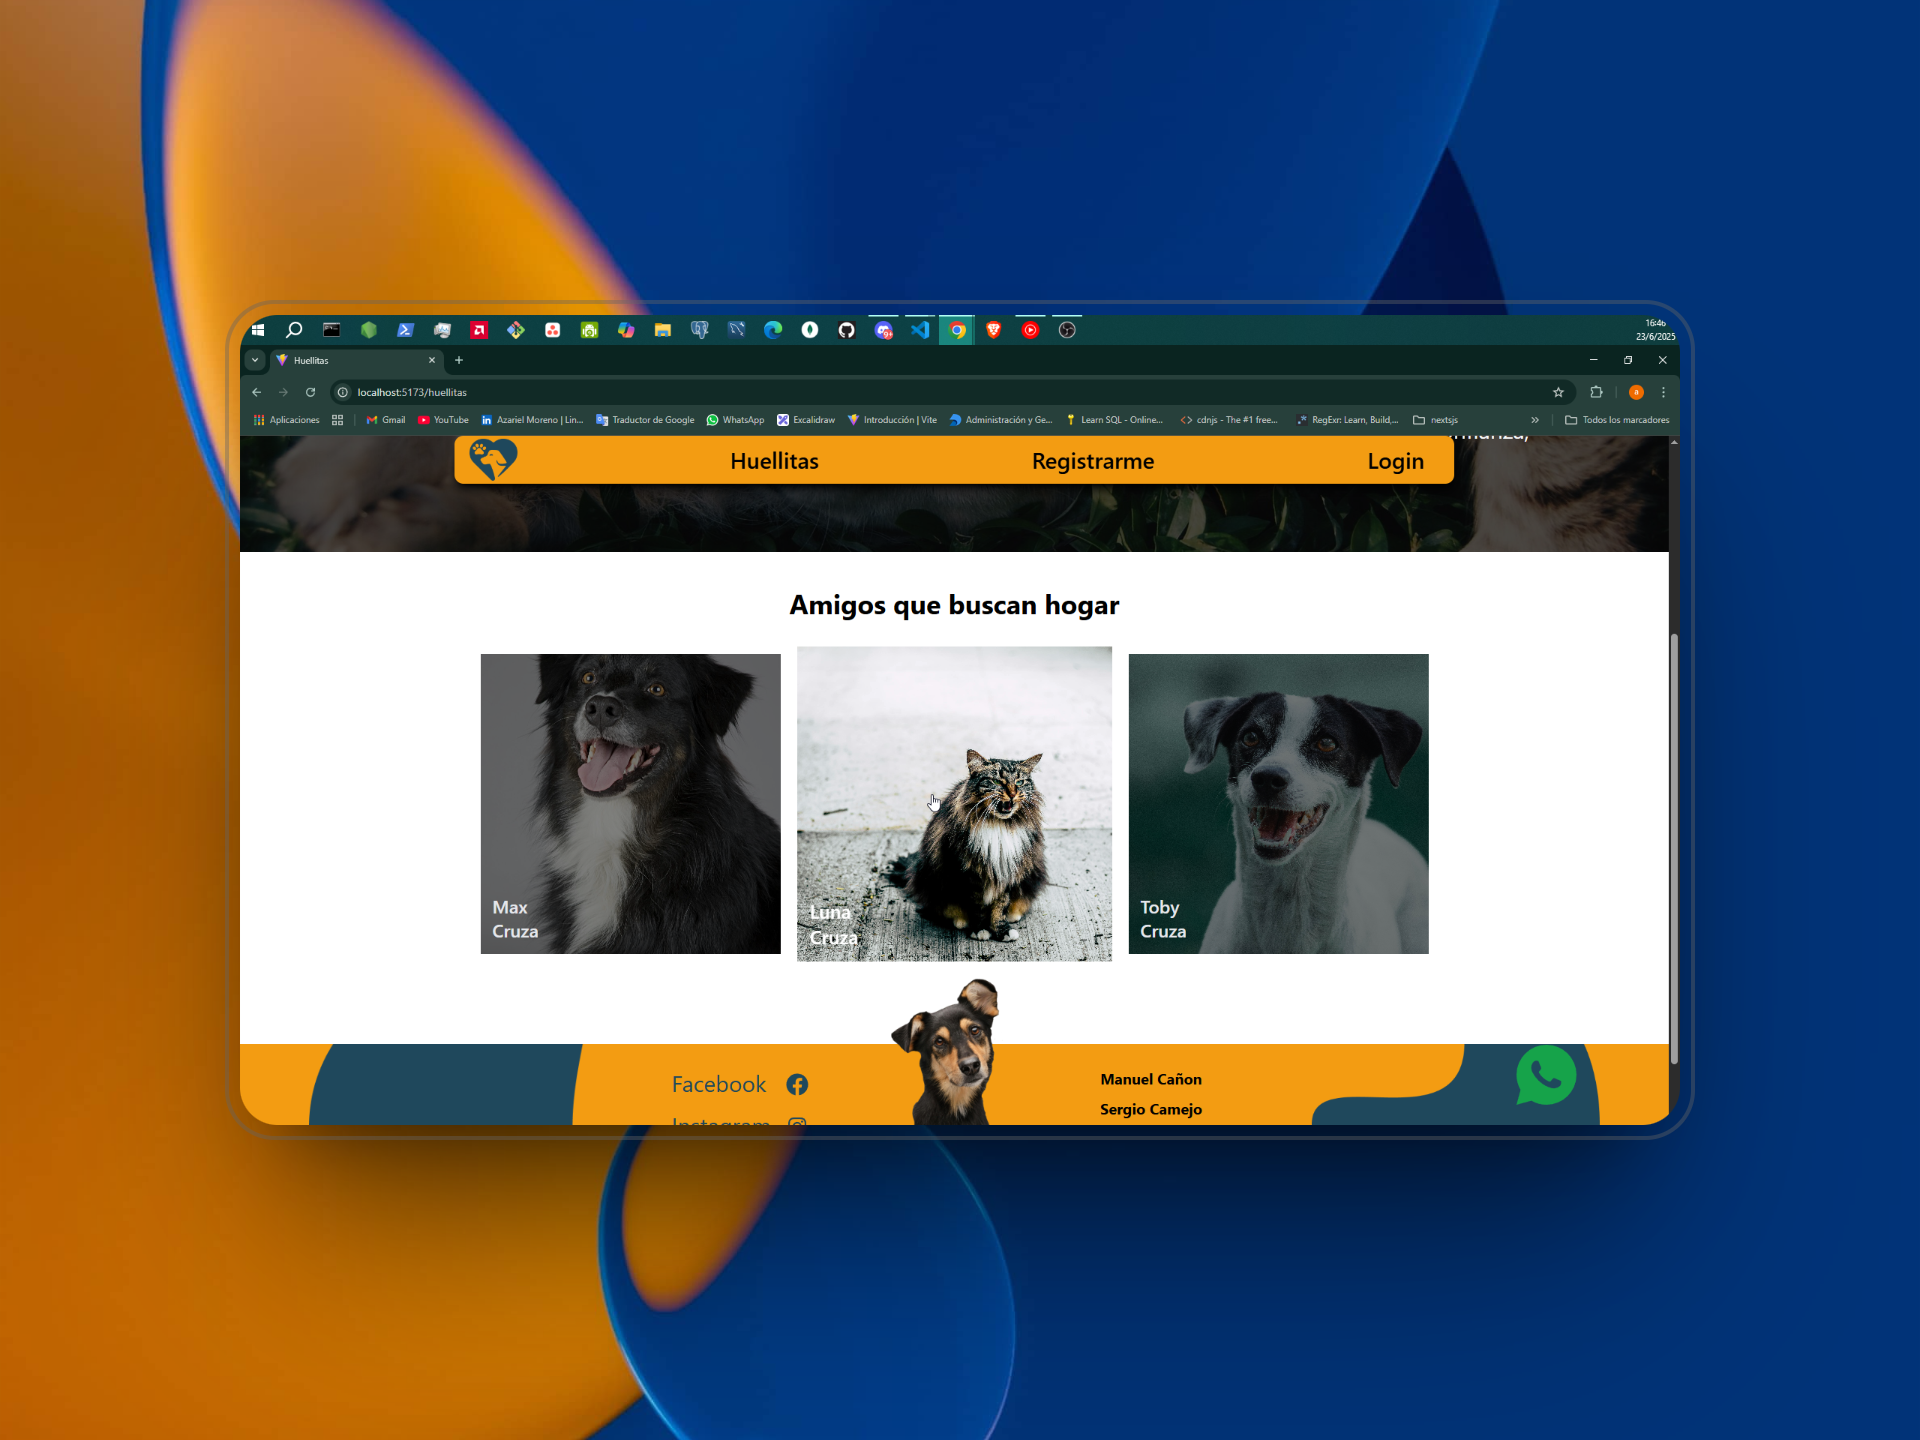 16:46
23/6/2025
Huellitas
localhost:5173/huellitas
Aplicaciones
Gmail
YouTube
Azariel Moreno | Lin...
Traductor de Google
WhatsApp
Excalidraw
Introducción | Vite
Administración y Ge...
Learn SQL - Online...
cdnjs - The #1 free...
RegExr: Learn, Build,...
nextsjs
Todos los marcadores
Huellitas
Registrarme
Login
Amigos que buscan hogar
Max
Cruza
Luna
Cruza
Toby
Cruza
Facebook
Instagram
Manuel Cañon
Sergio Camejo